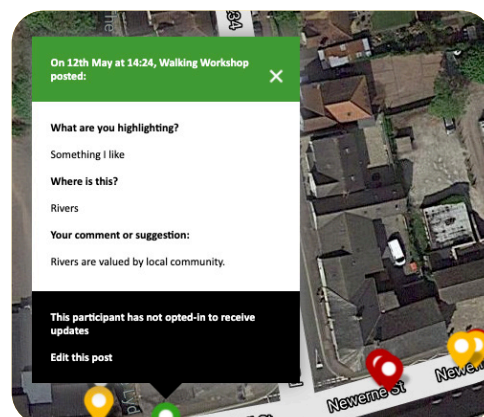 B4234
On 12th May at 14:24, Walking Workshop
posted:
What are you highlighting?
Something I like
Where is this?
Rivers
Your comment or suggestion:
Rivers are valued by local community.
This participant has not opted-in to receive
updates
Edit this post
Newerne St